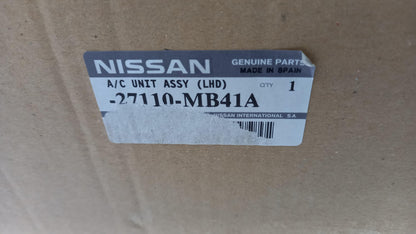 NISSAN GENUINE PARTS
MADE IN SPAIN
A/C UNIT ASSY (LHD) QTY 1
-27110-MB41A
NISSAN INTERNATIONAL S.A